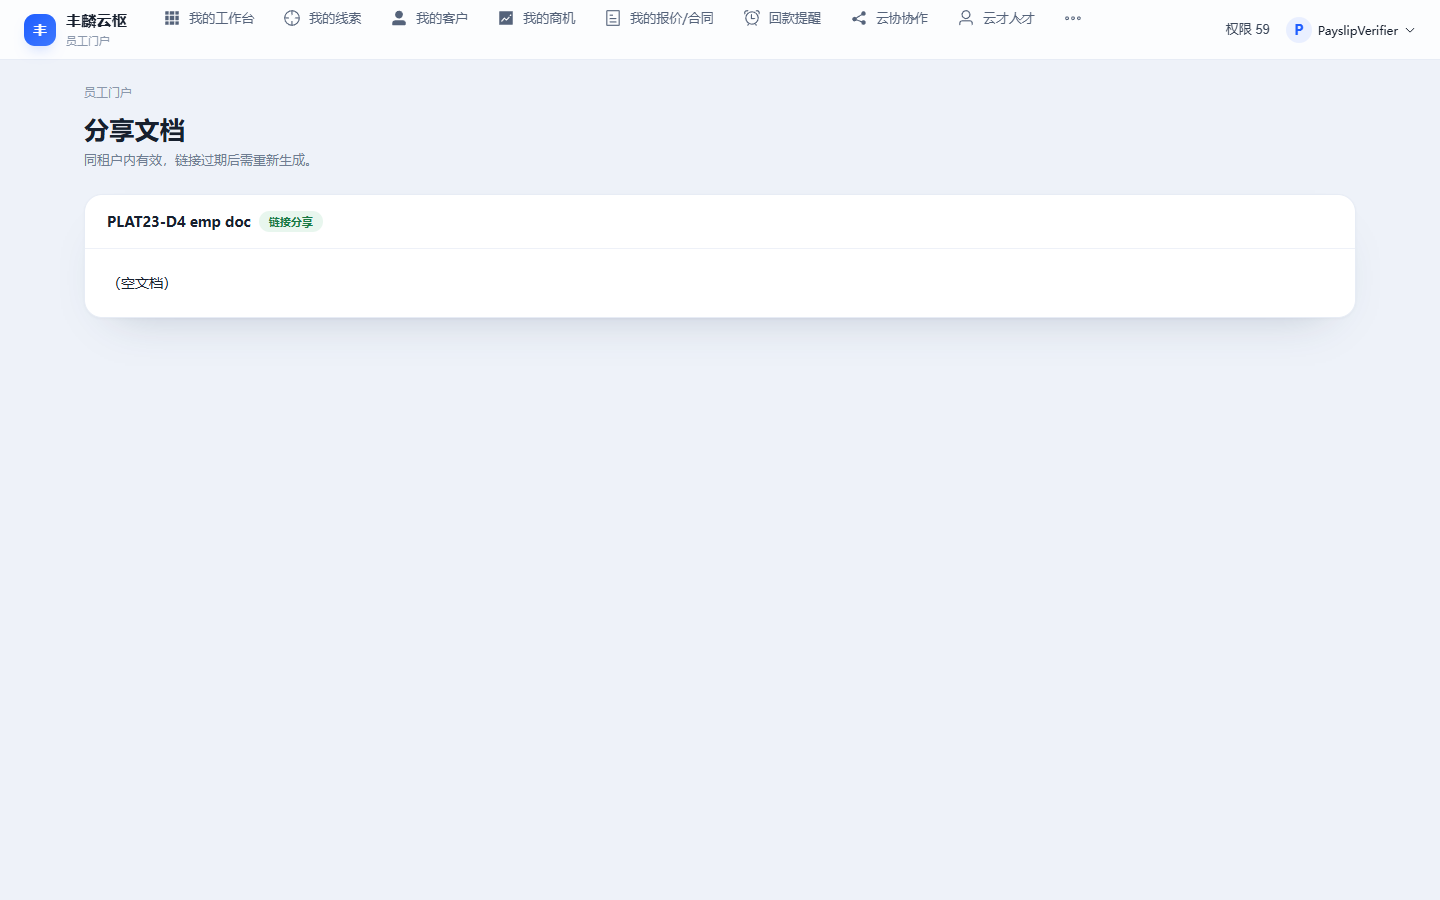 丰
丰麟云枢
员工门户
我的工作台
我的线索
我的客户
我的商机
我的报价/合同
回款提醒
云协协作
云才人才
权限 59
P
PayslipVerifier
员工门户
分享文档
同租户内有效，链接过期后需重新生成。
PLAT23-D4 emp doc
链接分享
（空文档）